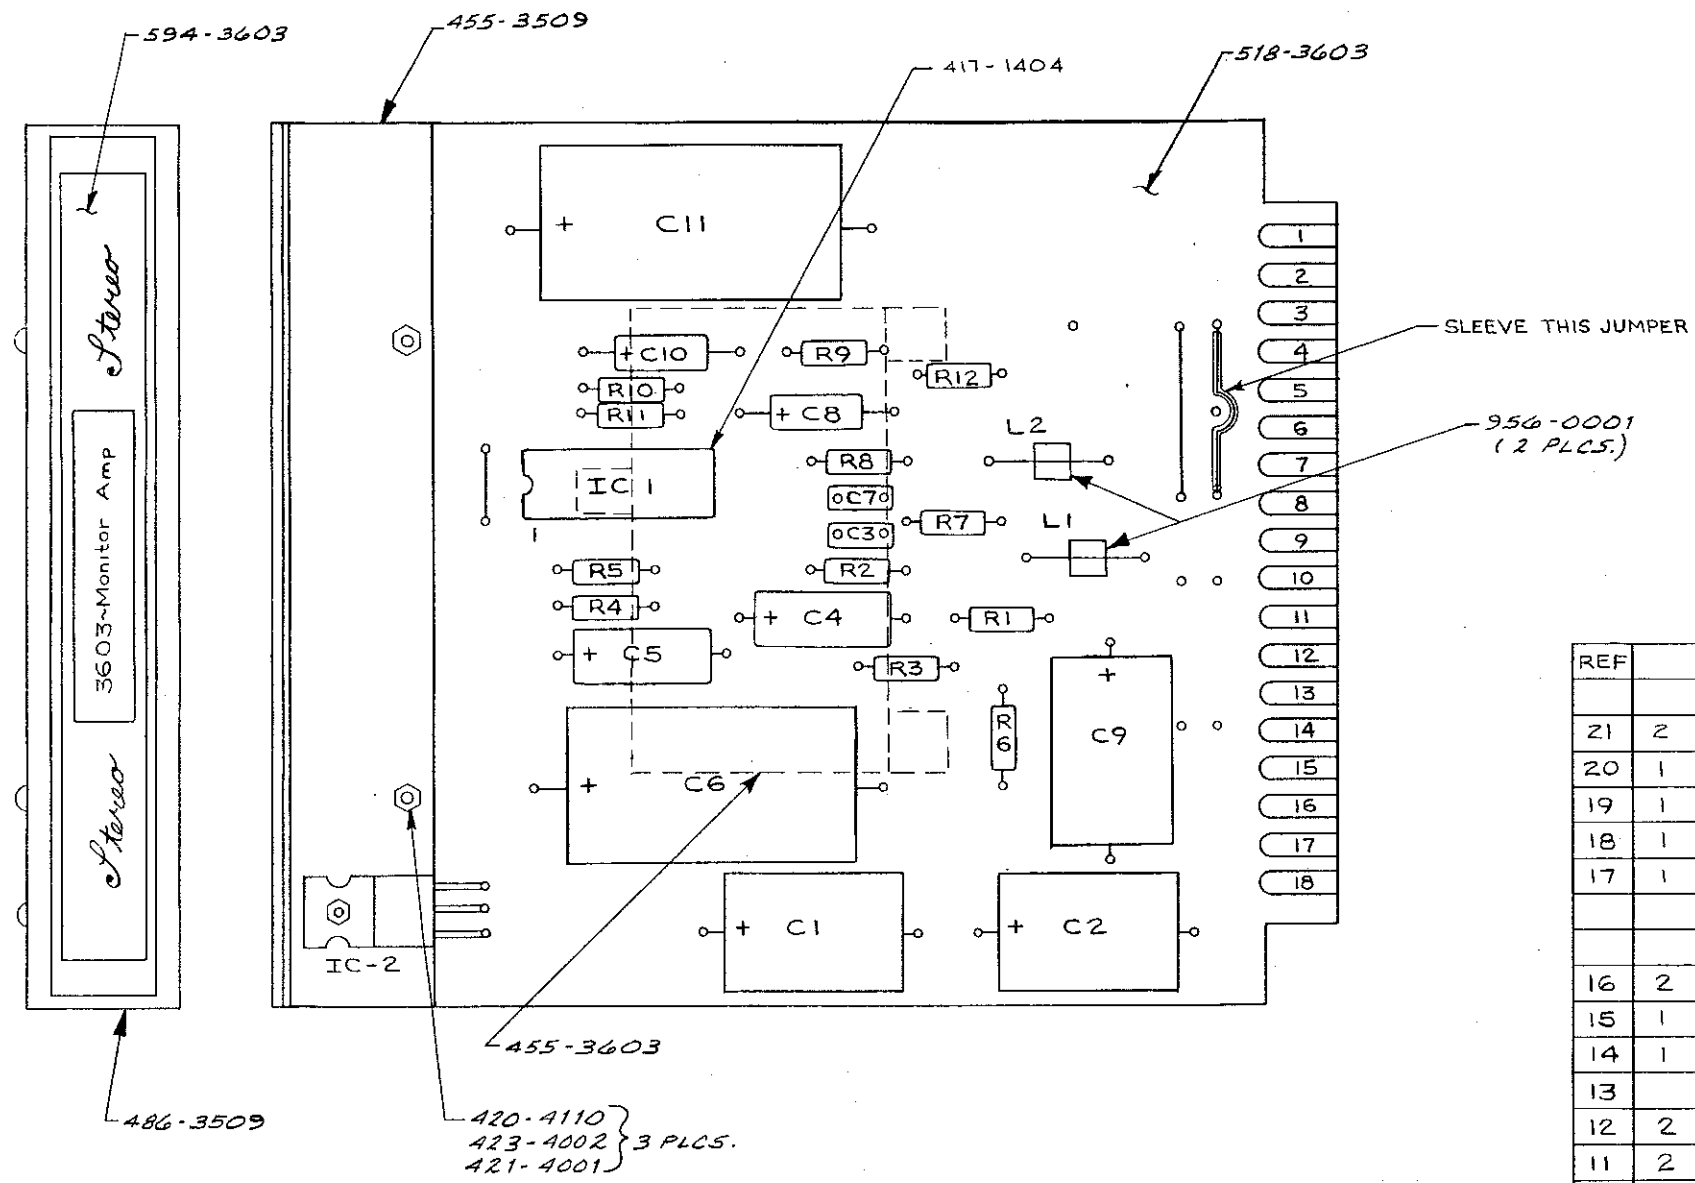 594-3603
455-3509
417-1404
518-3603
Stereo
3603~Monitor Amp
Stereo
+ C11
+ C10
R9
R12
R10
R11
+ C8
L2
R8
IC 1
1
C7
R7
L1
C3
R5
R2
R4
+ C4
R1
+ C5
R3
R6
+ C9
+ C6
+ C1
+ C2
IC-2
1
2
3
4
5
6
7
8
9
10
11
12
13
14
15
16
17
18
SLEEVE THIS JUMPER
956-0001
(2 PLCS.)
455-3603
486-3509
420-4110
423-4002 } 3 PLCS.
421-4001
REF
21 2
20 1
19 1
18 1
17 1
16 2
15 1
14 1
13
12 2
11 2